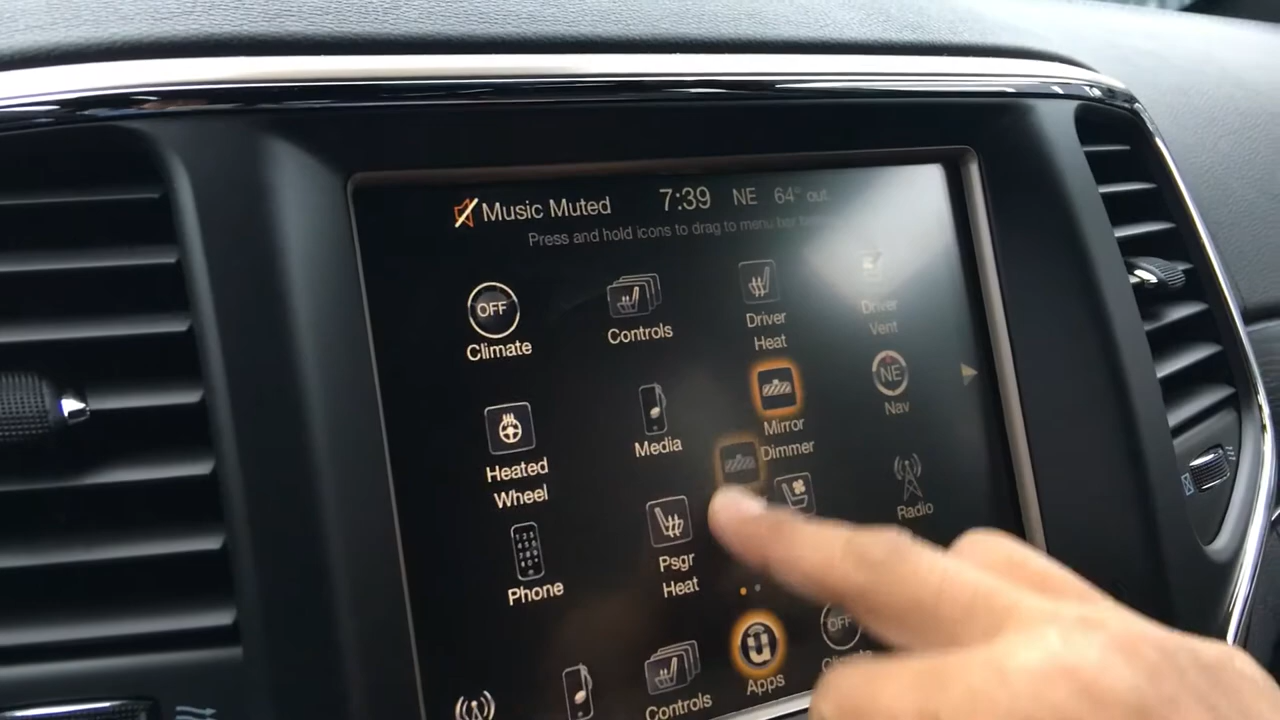 Music Muted 7:39 NE 64° out
Press and hold icons to drag to menu bar
OFF
Climate
Controls
Driver
Heat
Driver
Vent
Heated
Wheel
Media
Mirror
Dimmer
NE
Nav
Phone
Psgr
Heat
Radio
Controls
Apps
OFF